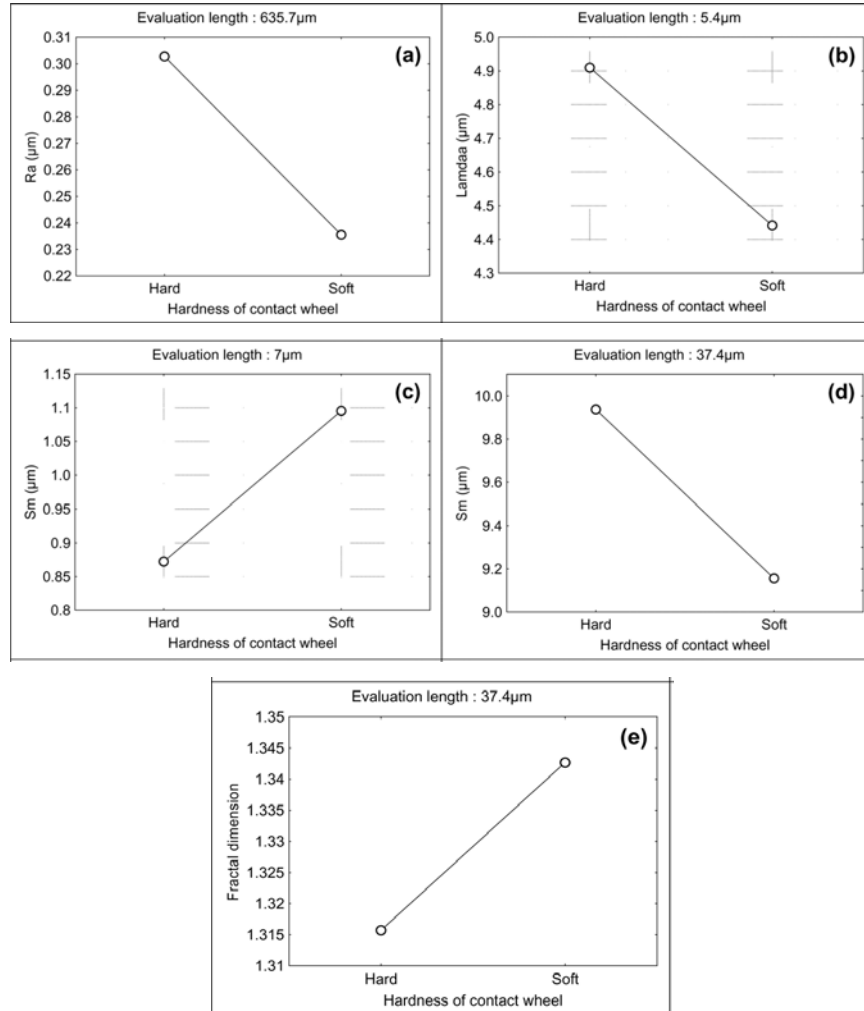 Evaluation length : 635.7µm
(a)
0.31
0.30
0.29
0.28
0.27
0.26
0.25
0.24
0.23
0.22
Ra (µm)
Hard
Soft
Hardness of contact wheel
Evaluation length : 5.4µm
(b)
5.0
4.9
4.8
4.7
4.6
4.5
4.4
4.3
Lamdaa (µm)
Hard
Soft
Hardness of contact wheel
Evaluation length : 7µm
(c)
1.15
1.1
1.05
1.0
0.95
0.9
0.85
0.8
Sm (µm)
Hard
Soft
Hardness of contact wheel
Evaluation length : 37.4µm
(d)
10.0
9.8
9.6
9.4
9.2
9.0
Sm (µm)
Hard
Soft
Hardness of contact wheel
Evaluation length : 37.4µm
(e)
1.35
1.345
1.34
1.335
1.33
1.325
1.32
1.315
1.31
Fractal dimension
Hard
Soft
Hardness of contact wheel